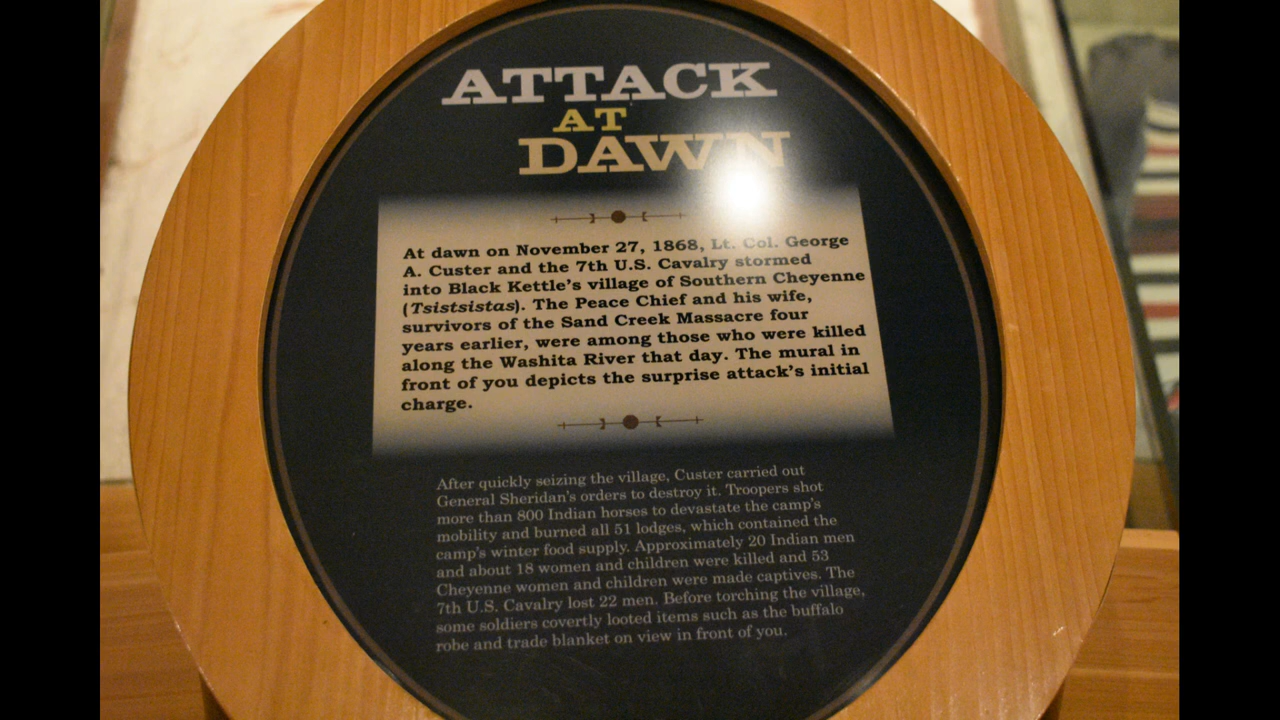 ATTACK
AT
DAWN
At dawn on November 27, 1868, Lt. Col. George
A. Custer and the 7th U.S. Cavalry stormed
into Black Kettle's village of Southern Cheyenne
(Tsistsistas). The Peace Chief and his wife,
survivors of the Sand Creek Massacre four
years earlier, were among those who were killed
along the Washita River that day. The mural in
front of you depicts the surprise attack's initial
charge.
After quickly seizing the village, Custer carried out
General Sheridan's orders to destroy it. Troopers shot
more than 800 Indian horses to devastate the camp's
mobility and burned all 51 lodges, which contained the
camp's winter food supply. Approximately 20 Indian men
and about 18 women and children were killed and 53
Cheyenne women and children were made captives. The
7th U.S. Cavalry lost 22 men. Before torching the village,
some soldiers covertly looted items such as the buffalo
robe and trade blanket on view in front of you.